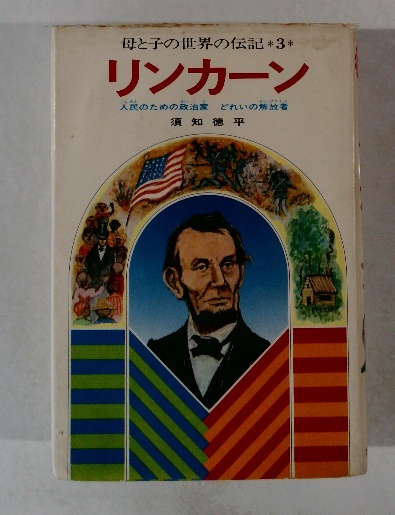 母と子の世界の伝記*3*
リンカーン
人民のための政治家 どれいの解放者
須知徳平